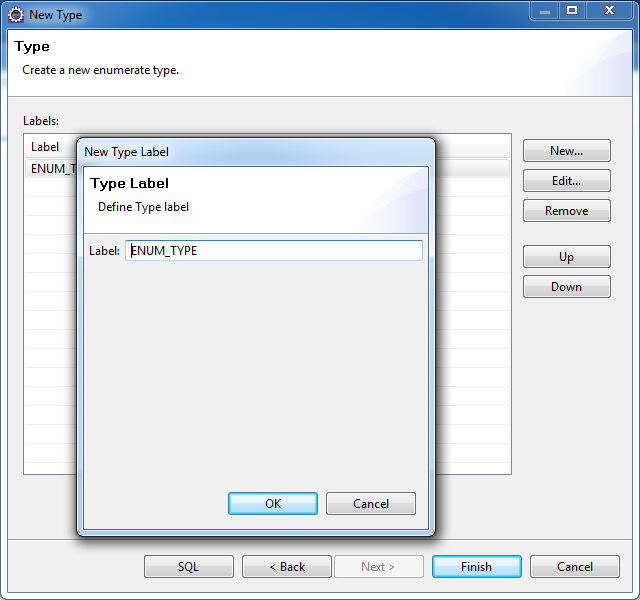 New Type
Type
Create a new enumerate type.
Labels:
Label
ENUM_T
New...
Edit...
Remove
Up
Down
New Type Label
Type Label
Define Type label
Label: ENUM_TYPE
OK Cancel
SQL < Back Next > Finish Cancel